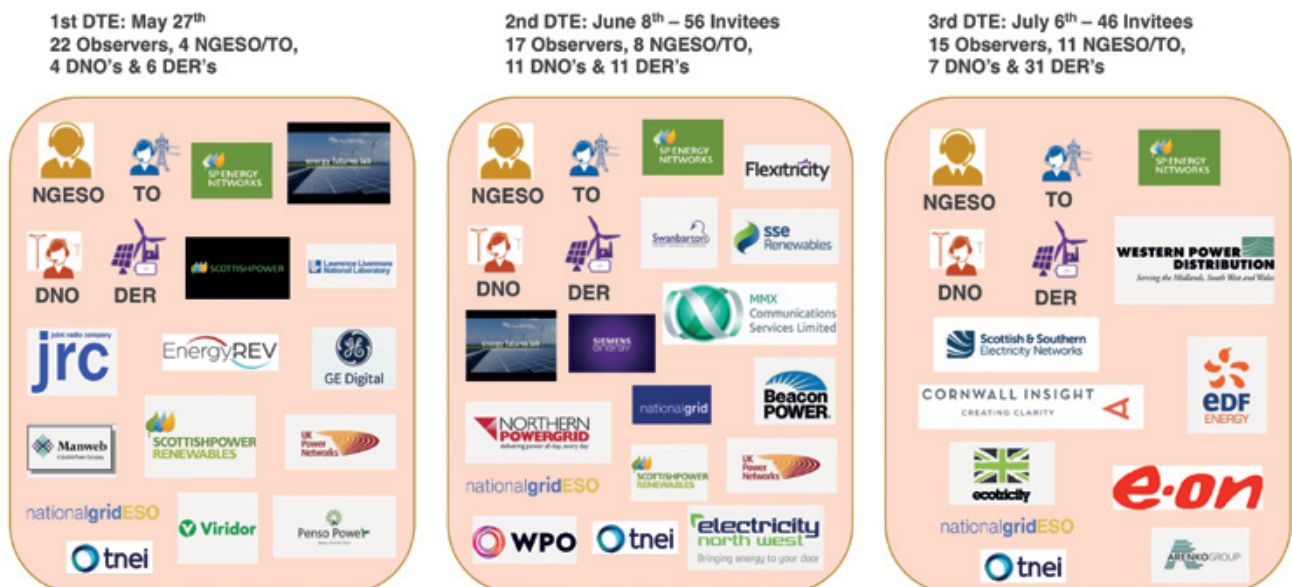 1st DTE: May 27th
22 Observers, 4 NGESO/TO,
4 DNO's & 6 DER's
NGESO
TO
SP ENERGY
NETWORKS
energy futures lab
DNO
DER
SCOTTISHPOWER
Lawrence Livermore
National Laboratory
joint radio company
jrc
EnergyREV
GE Digital
Manweb
SCOTTISHPOWER
RENEWABLES
UK
Power
Networks
nationalgridESO
Viridor
Penso Power
tnei
2nd DTE: June 8th – 56 Invitees
17 Observers, 8 NGESO/TO,
11 DNO's & 11 DER's
NGESO
TO
SP ENERGY
NETWORKS
Flexitricity
DNO
DER
Swanbarton
sse
Renewables
energy futures lab
SIEMENS
energy
MMX
Communications
Services Limited
NORTHERN
POWERGRID
delivering power all day, every day
nationalgrid
Beacon
POWER
nationalgridESO
SCOTTISHPOWER
RENEWABLES
UK
Power
Networks
WPO
tnei
electricity
north west
Bringing energy to your door
3rd DTE: July 6th – 46 Invitees
15 Observers, 11 NGESO/TO,
7 DNO's & 31 DER's
NGESO
TO
SP ENERGY
NETWORKS
DNO
DER
WESTERN POWER
DISTRIBUTION
Serving the Midlands, South West and Wales
Scottish & Southern
Electricity Networks
CORNWALL INSIGHT
CREATING CLARITY
eDF
ENERGY
ecotricity
e·on
nationalgridESO
tnei
ARENKOGROUP